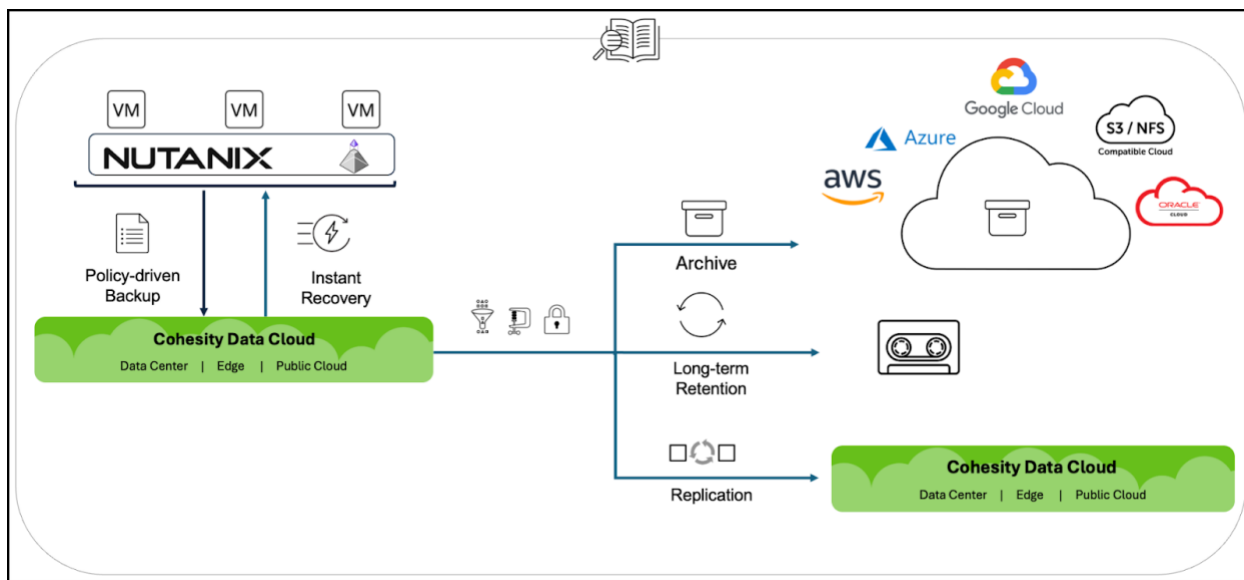 VM
VM
VM
NUTANIX
Policy-driven
Backup
Instant
Recovery
Cohesity Data Cloud
Data Center | Edge | Public Cloud
Archive
Long-term
Retention
Replication
Google Cloud
Azure
aws
S3 / NFS
Compatible Cloud
ORACLE
CLOUD
Cohesity Data Cloud
Data Center | Edge | Public Cloud